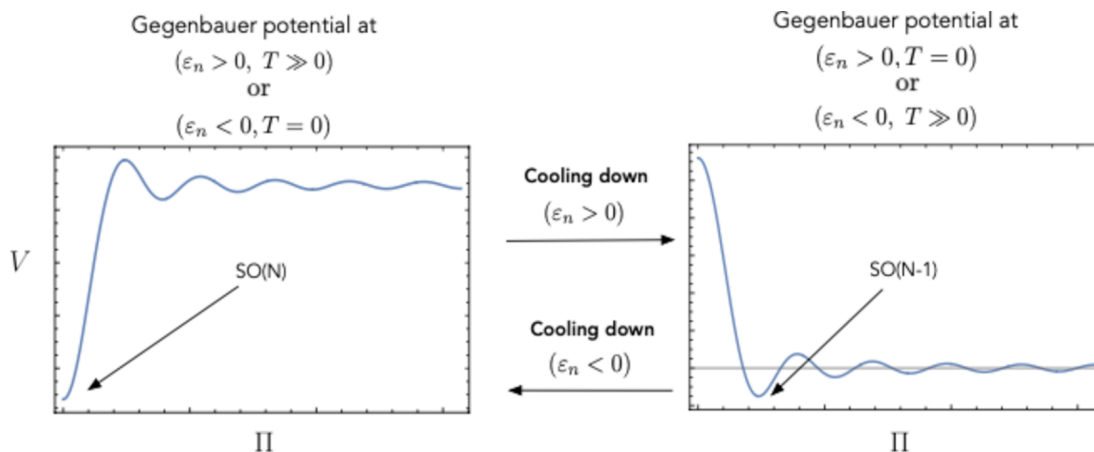 Gegenbauer potential at
(εₙ > 0, T ≫ 0)
or
(εₙ < 0, T = 0)
V
SO(N)
Π
Cooling down
(εₙ > 0)
Cooling down
(εₙ < 0)
Gegenbauer potential at
(εₙ > 0, T = 0)
or
(εₙ < 0, T ≫ 0)
SO(N-1)
Π